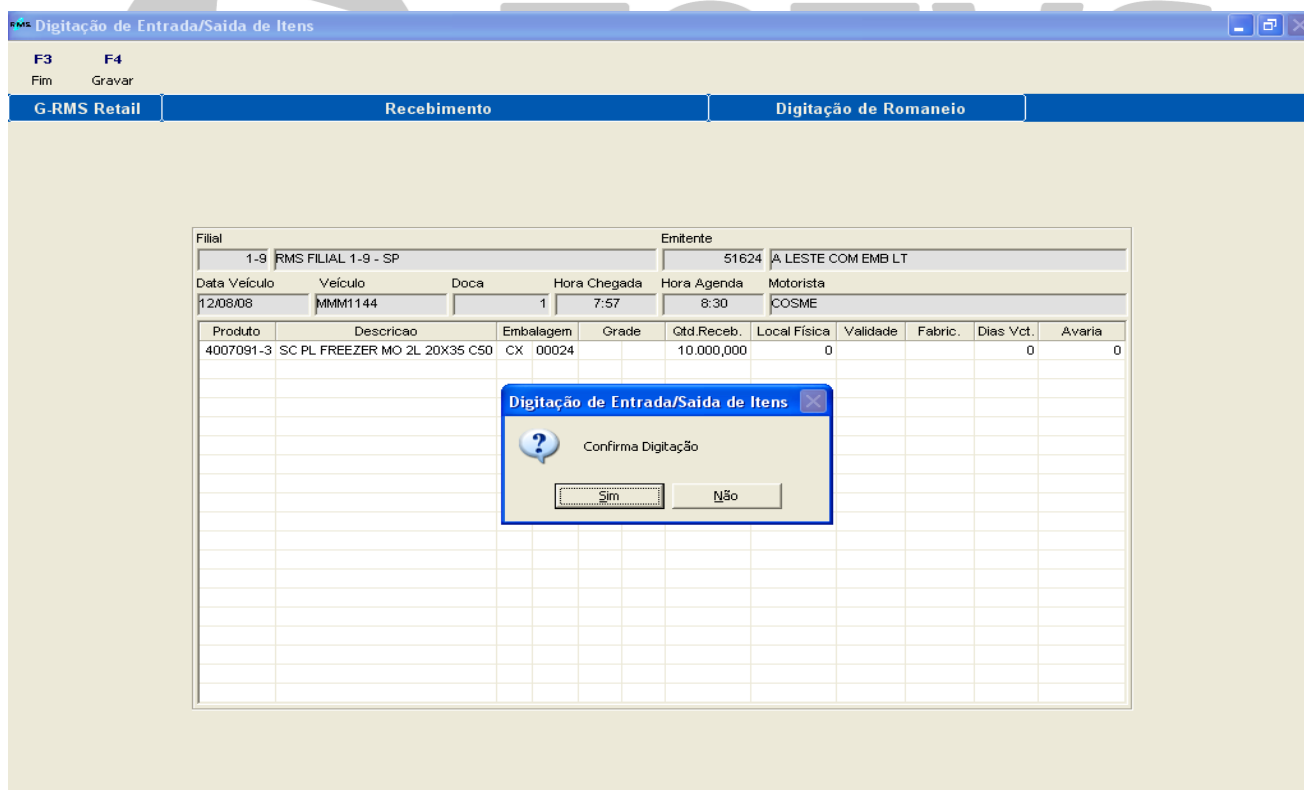 RMS Digitação de Entrada/Saida de Itens
F3 F4
Fim Gravar
G-RMS Retail Recebimento Digitação de Romaneio
Filial Emitente
1-9 RMS FILIAL 1-9 - SP 51624 A LESTE COM EMB LT
Data Veículo Veículo Doca Hora Chegada Hora Agenda Motorista
12/08/08 MMM1144 1 7:57 8:30 COSME
Produto Descricao Embalagem Grade Qtd.Receb. Local Física Validade Fabric. Dias Vct. Avaria
4007091-3 SC PL FREEZER MO 2L 20X35 C50 CX 00024 10.000,000 0 0 0
Digitação de Entrada/Saida de Itens
Confirma Digitação
Sim Não